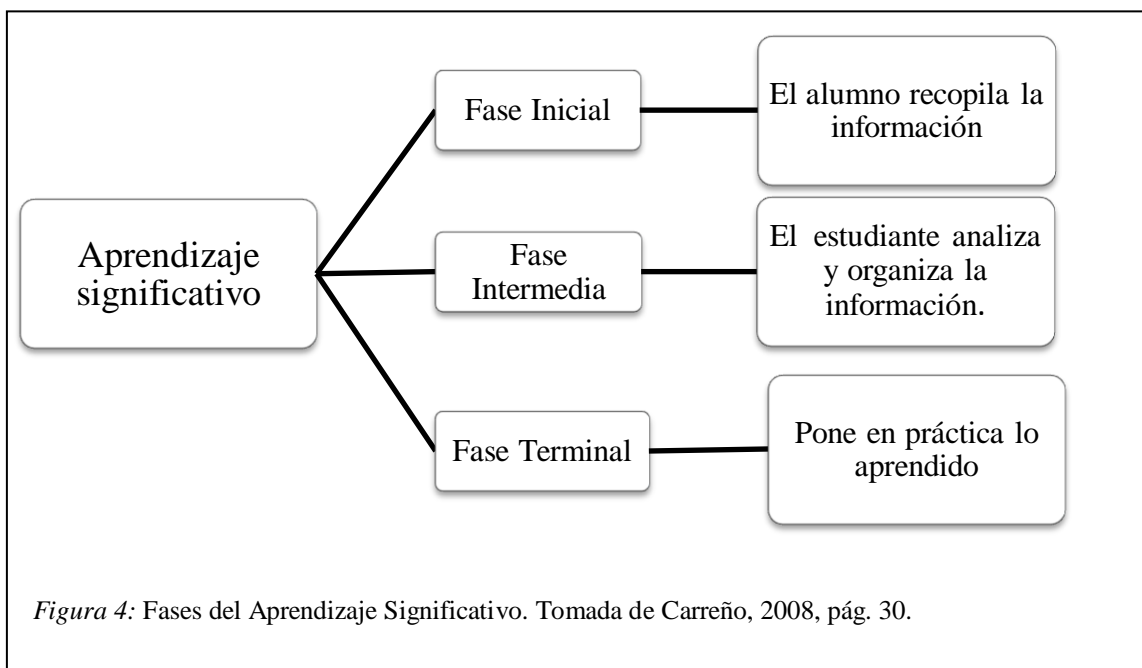 Aprendizaje
significativo
Fase Inicial
El alumno recopila la
información
Fase
Intermedia
El estudiante analiza
y organiza la
información.
Fase Terminal
Pone en práctica lo
aprendido
Figura 4: Fases del Aprendizaje Significativo. Tomada de Carreño, 2008, pág. 30.